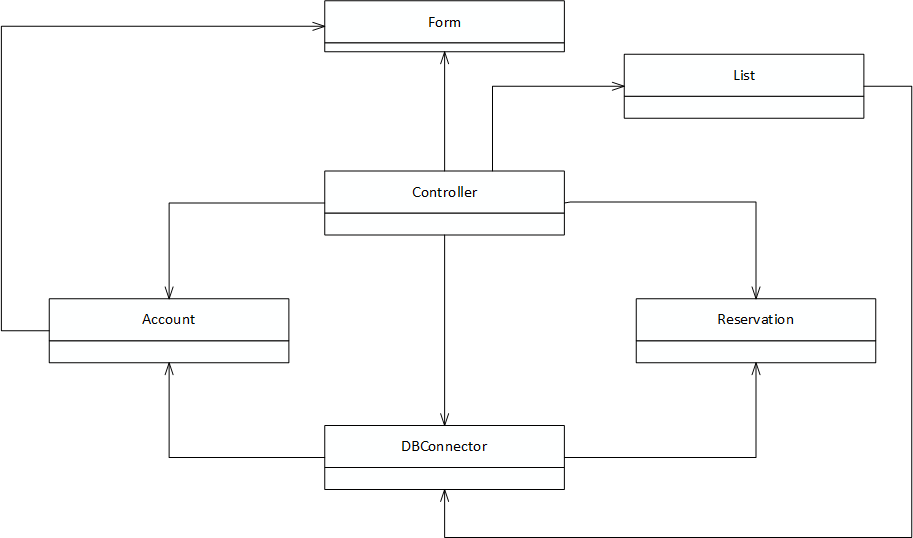 Form
List
Controller
Account
Reservation
DBConnector